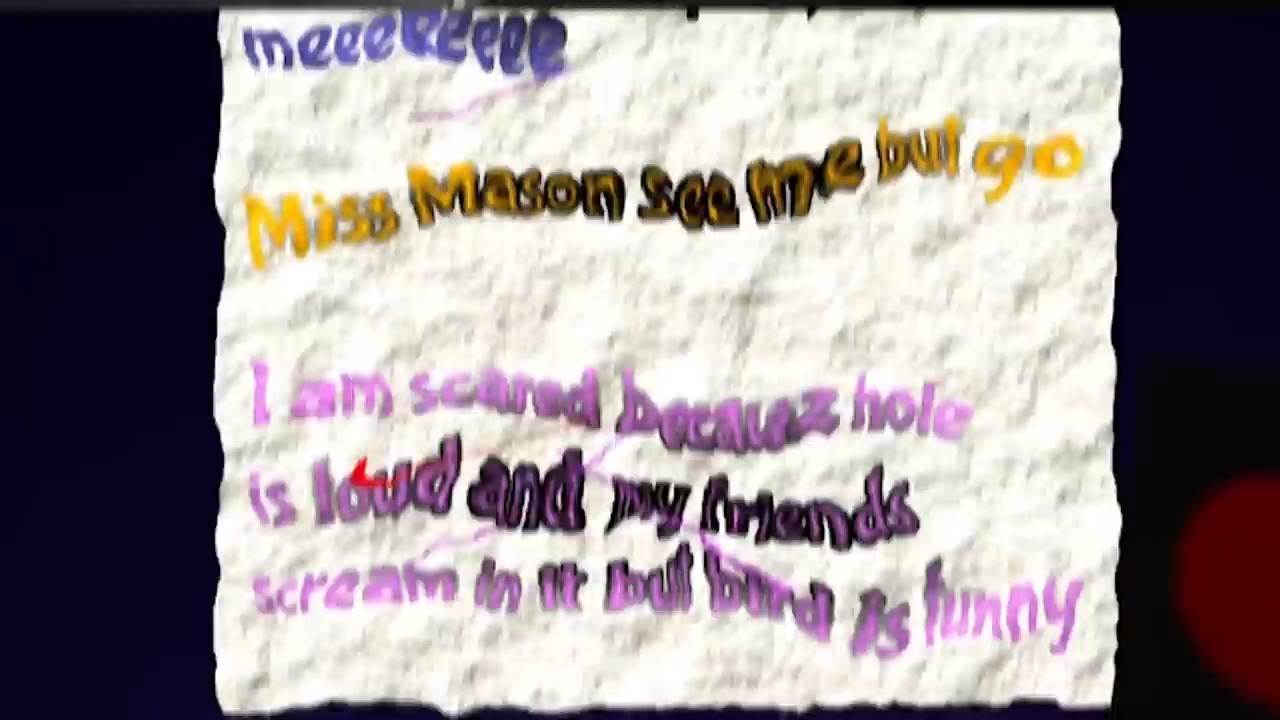 meeeeeeee
Miss Mason see me but go
I am scared becauz hole
is loud and my friends
scream in it but bird is funny